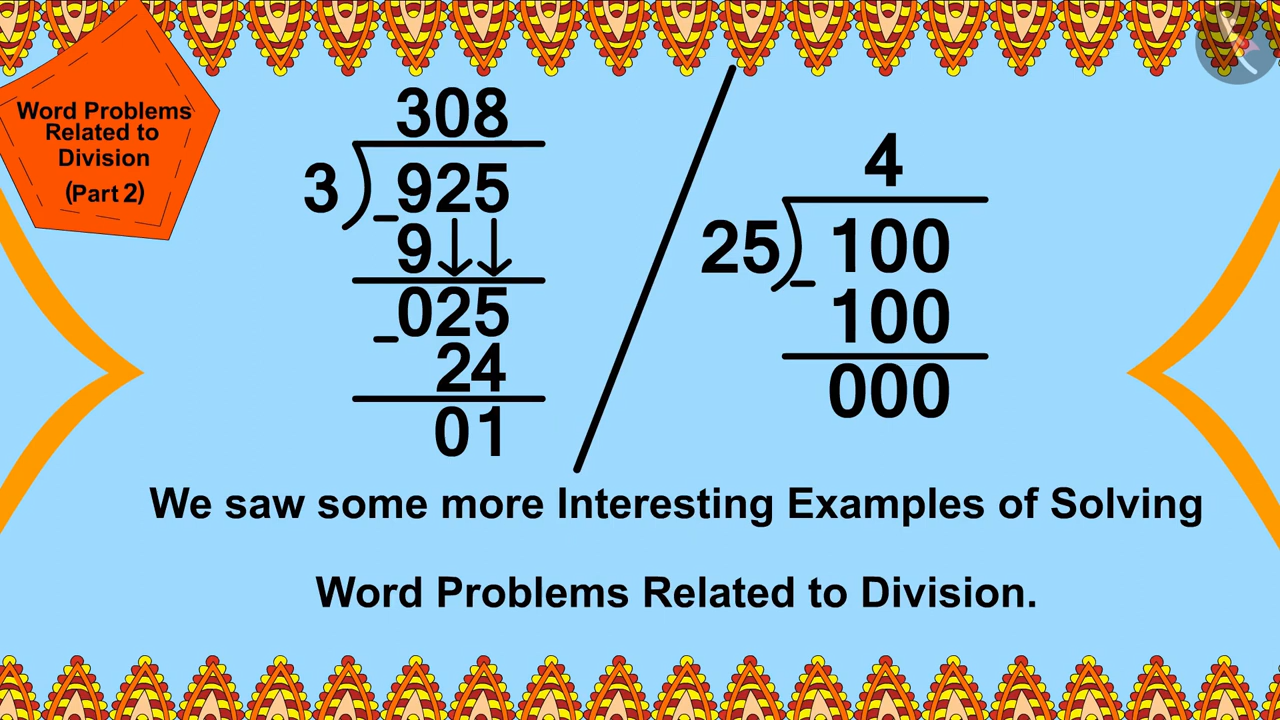 Word Problems
Related to
Division
(Part 2)
308
3)925
_
9↓↓
025
_
24
01
4
25)100
_
100
000
We saw some more Interesting Examples of Solving
Word Problems Related to Division.